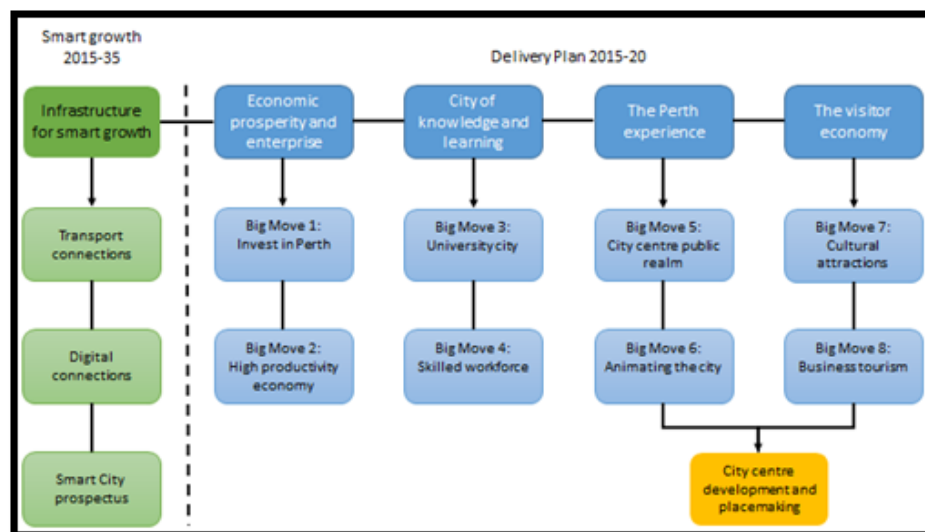 Smart growth
2015-35
Delivery Plan 2015-20
Infrastructure
for smart growth
Economic
prosperity and
enterprise
City of
knowledge and
learning
The Perth
experience
The visitor
economy
Transport
connections
Big Move 1:
Invest in Perth
Big Move 3:
University city
Big Move 5:
City centre public
realm
Big Move 7:
Cultural
attractions
Digital
connections
Big Move 2:
High productivity
economy
Big Move 4:
Skilled workforce
Big Move 6:
Animating the city
Big Move 8:
Business tourism
Smart City
prospectus
City centre
development and
placemaking